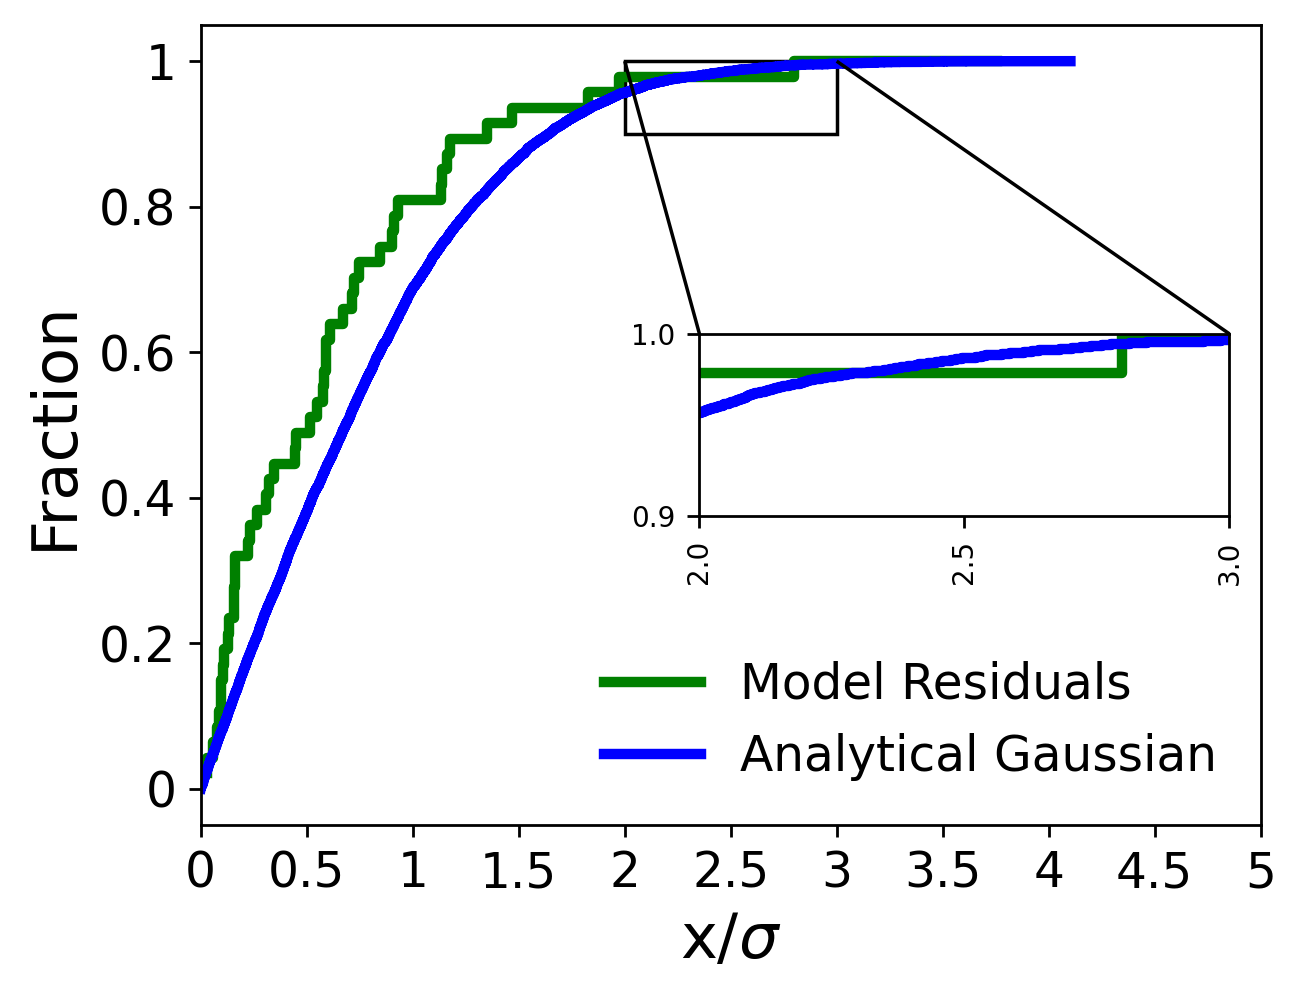 1
0.8
0.6
0.4
0.2
0
Fraction
1.0
0.9
2.0
2.5
3.0
Model Residuals
Analytical Gaussian
0 0.5 1 1.5 2 2.5 3 3.5 4 4.5 5
x/σ